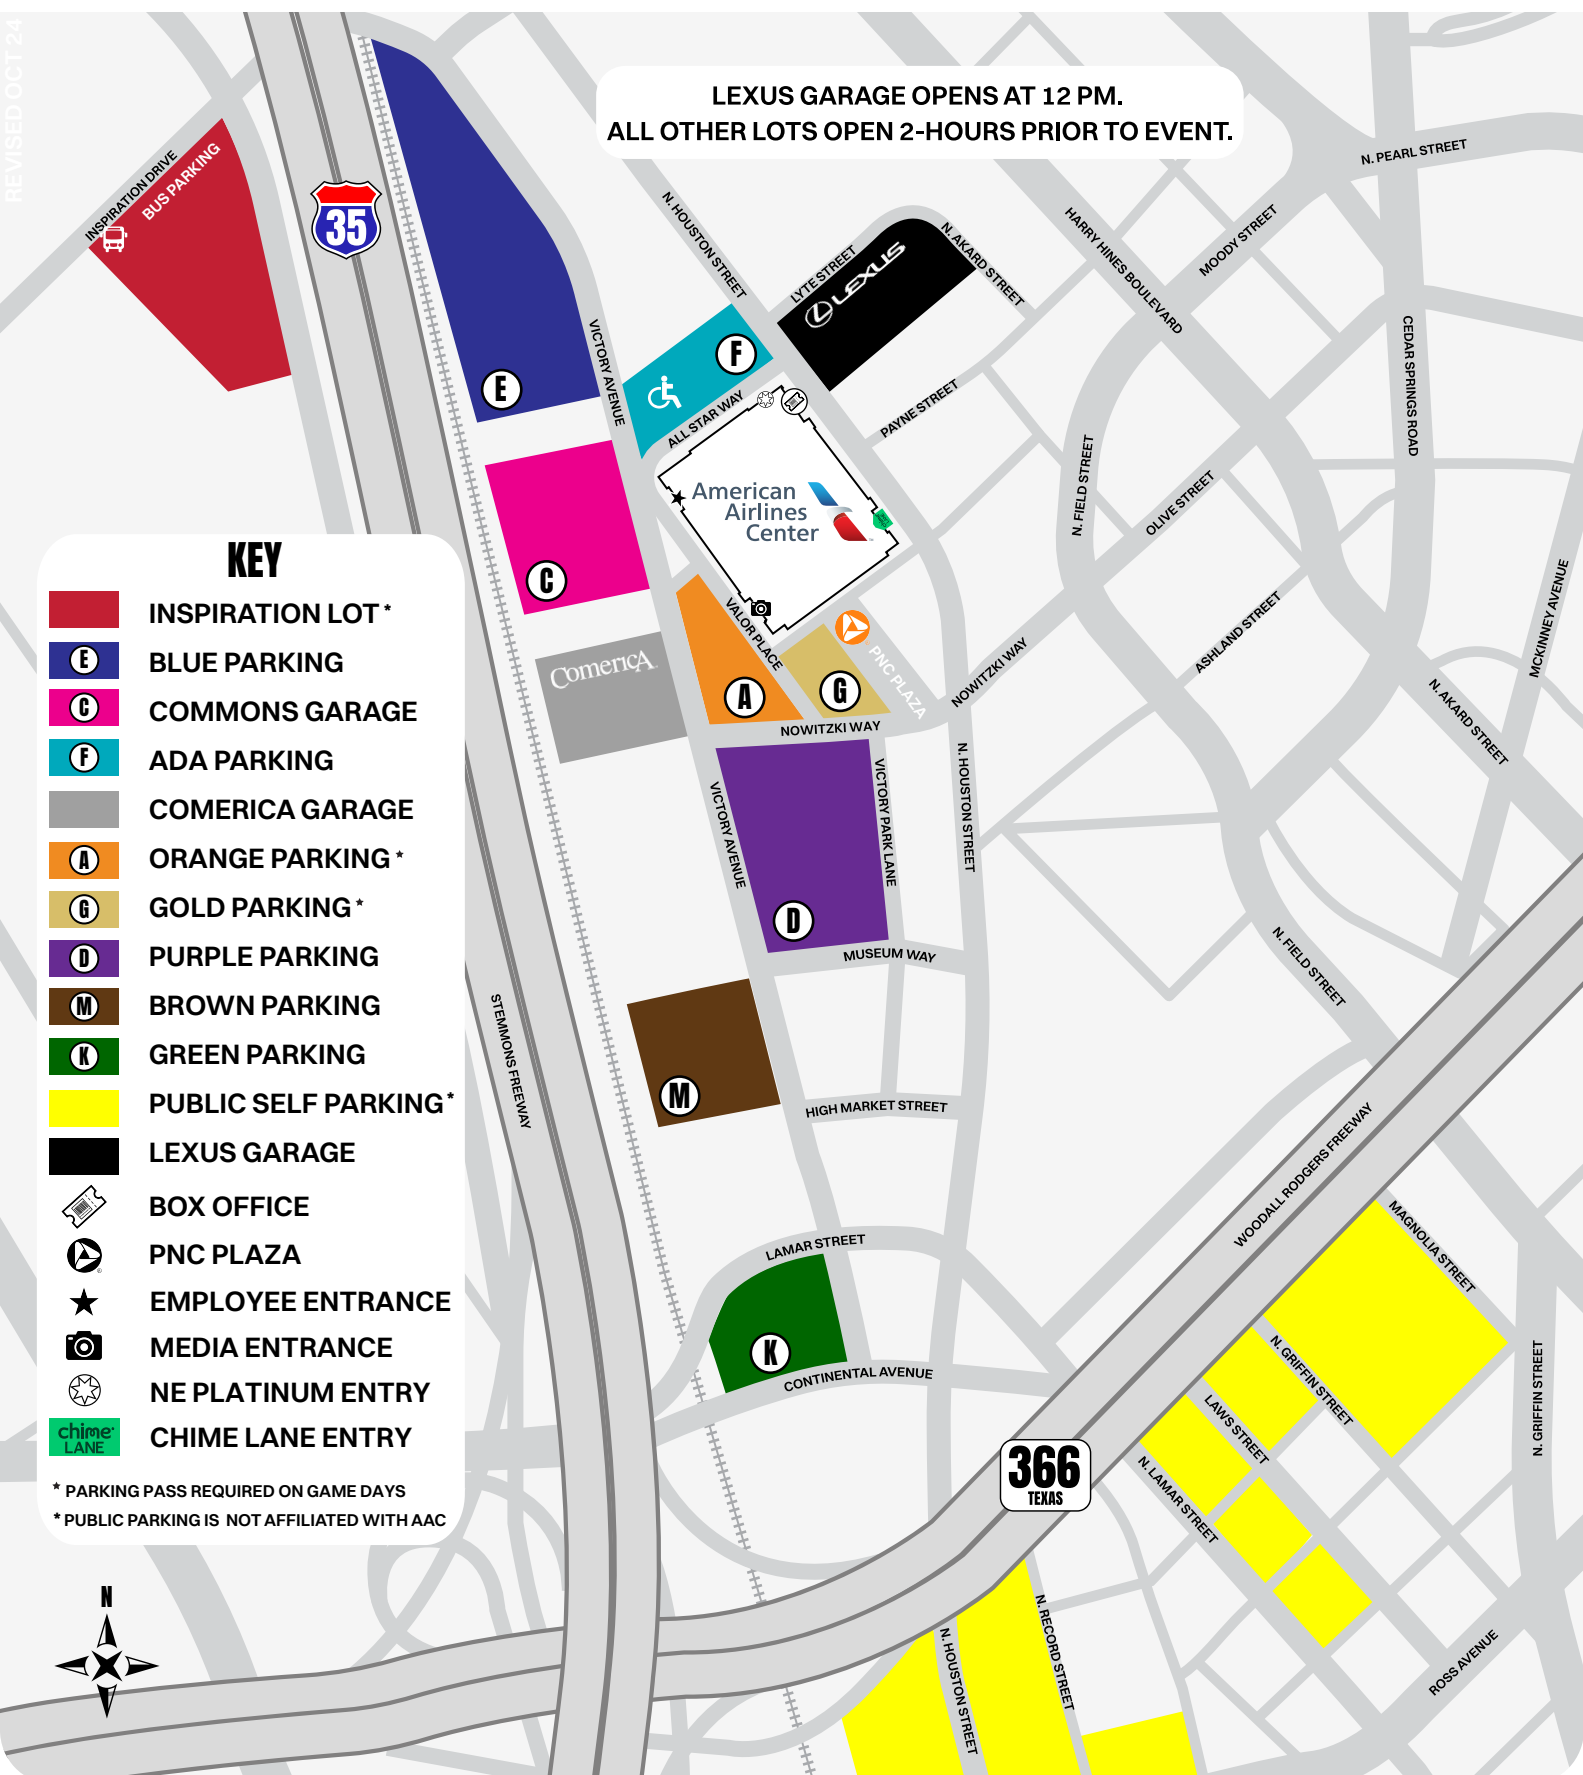 REVISED OCT 24
LEXUS GARAGE OPENS AT 12 PM.
ALL OTHER LOTS OPEN 2-HOURS PRIOR TO EVENT.
INSPIRATION DRIVE
BUS PARKING
35
N. HOUSTON STREET
LYTE STREET
LEXUS
N. AKARD STREET
HARRY HINES BOULEVARD
MOODY STREET
N. PEARL STREET
CEDAR SPRINGS ROAD
VICTORY AVENUE
E
F
ALL STAR WAY
PAYNE STREET
American
Airlines
Center
N. FIELD STREET
OLIVE STREET
C
VALOR PLACE
ASHLAND STREET
MCKINNEY AVENUE
ComericA
PNC PLAZA
NOWITZKI WAY
A
G
NOWITZKI WAY
N. AKARD STREET
VICTORY AVENUE
VICTORY PARK LANE
N. HOUSTON STREET
D
MUSEUM WAY
N. FIELD STREET
STEMMONS FREEWAY
M
HIGH MARKET STREET
WOODALL RODGERS FREEWAY
LAMAR STREET
K
CONTINENTAL AVENUE
MAGNOLIA STREET
N. GRIFFIN STREET
N. GRIFFIN STREET
LAWS STREET
N. LAMAR STREET
366
TEXAS
N. RECORD STREET
N. HOUSTON STREET
ROSS AVENUE
KEY
INSPIRATION LOT *
E BLUE PARKING
C COMMONS GARAGE
F ADA PARKING
COMERICA GARAGE
A ORANGE PARKING *
G GOLD PARKING *
D PURPLE PARKING
M BROWN PARKING
K GREEN PARKING
PUBLIC SELF PARKING *
LEXUS GARAGE
BOX OFFICE
PNC PLAZA
EMPLOYEE ENTRANCE
MEDIA ENTRANCE
NE PLATINUM ENTRY
chime LANE CHIME LANE ENTRY
* PARKING PASS REQUIRED ON GAME DAYS
* PUBLIC PARKING IS NOT AFFILIATED WITH AAC
N